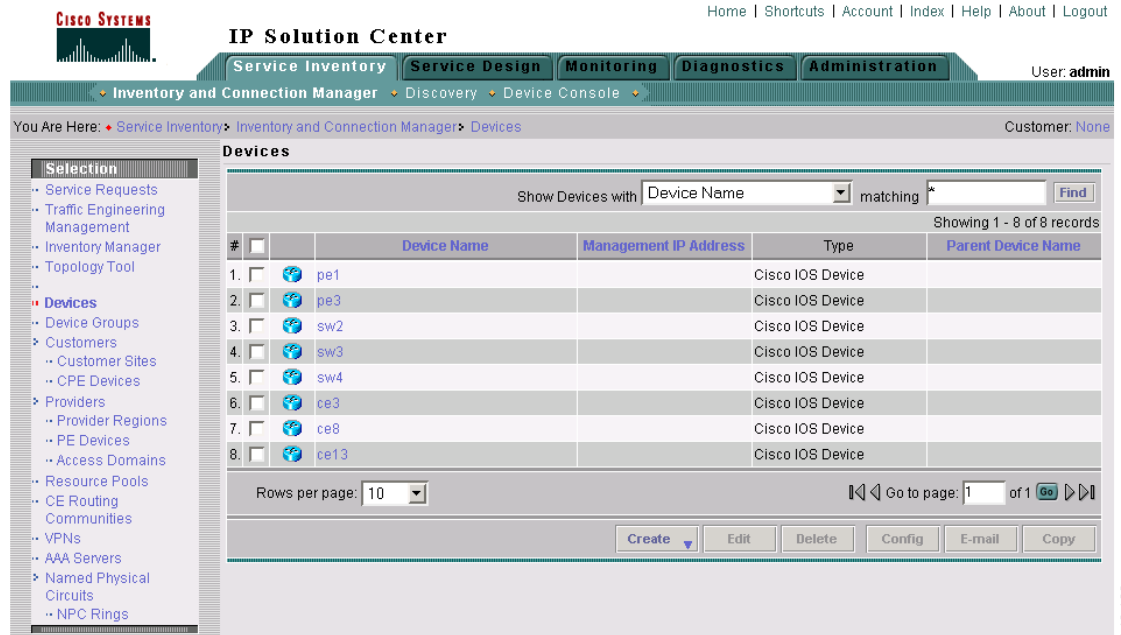 Home | Shortcuts | Account | Index | Help | About | Logout
CISCO SYSTEMS
IP Solution Center
Service Inventory Service Design Monitoring Diagnostics Administration
User: admin
Inventory and Connection Manager Discovery Device Console
You Are Here: Service Inventory Inventory and Connection Manager Devices
Customer: None
Selection
Service Requests
Traffic Engineering
Management
Inventory Manager
Topology Tool
Devices
Device Groups
Customers
Customer Sites
CPE Devices
Providers
Provider Regions
PE Devices
Access Domains
Resource Pools
CE Routing
Communities
VPNs
AAA Servers
Named Physical
Circuits
NPC Rings
Devices
Show Devices with Device Name matching * Find
Showing 1 - 8 of 8 records
# Device Name Management IP Address Type Parent Device Name
1. pe1 Cisco IOS Device
2. pe3 Cisco IOS Device
3. sw2 Cisco IOS Device
4. sw3 Cisco IOS Device
5. sw4 Cisco IOS Device
6. ce3 Cisco IOS Device
7. ce8 Cisco IOS Device
8. ce13 Cisco IOS Device
Rows per page: 10
Go to page: 1 of 1 Go
Create Edit Delete Config E-mail Copy